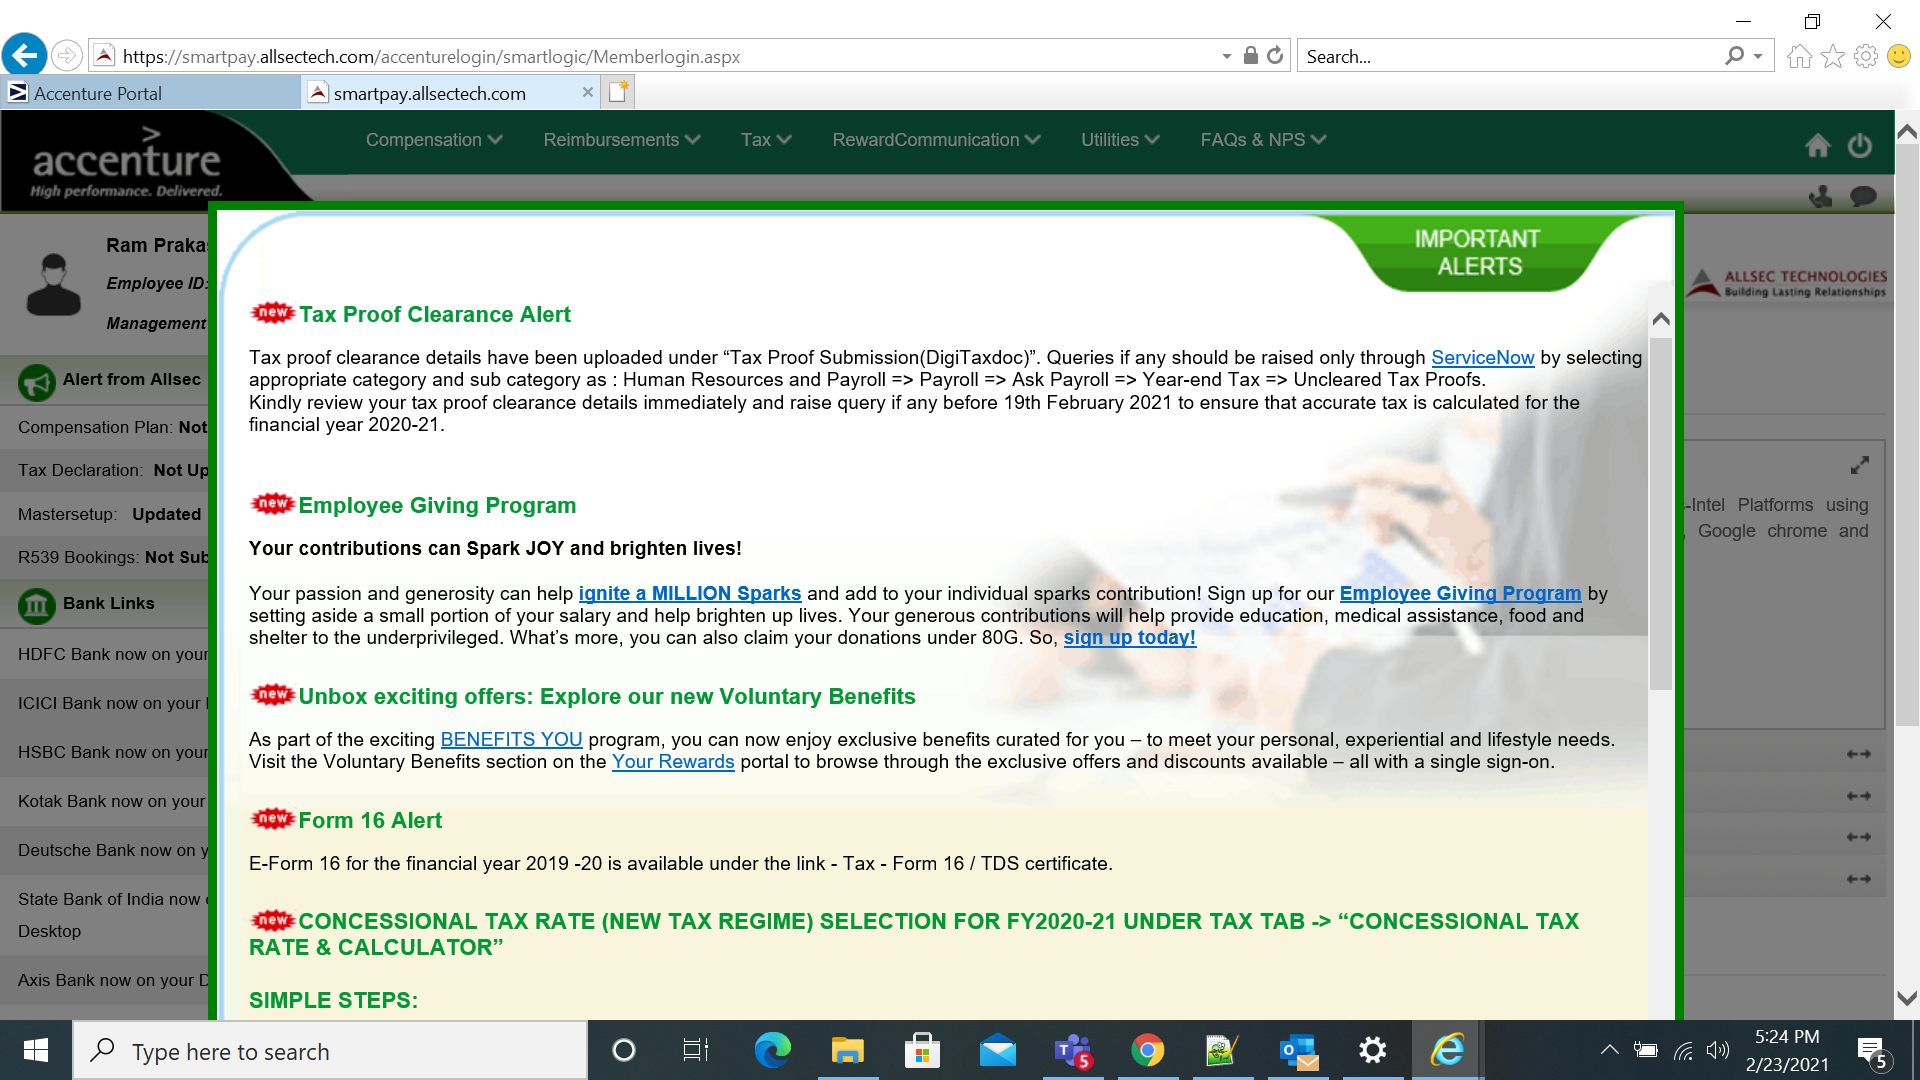 https://smartpay.allsectech.com/accenturelogin/smartlogic/Memberlogin.aspx
Search...
Accenture Portal
smartpay.allsectech.com
accenture
High performance. Delivered.
Compensation
Reimbursements
Tax
RewardCommunication
Utilities
FAQs & NPS
Ram Praka
Employee ID:
Management
Alert from Allsec
Compensation Plan: Not
Tax Declaration: Not Up
Mastersetup: Updated
R539 Bookings: Not Sub
Bank Links
HDFC Bank now on your
ICICI Bank now on your
HSBC Bank now on your
Kotak Bank now on your
Deutsche Bank now on y
State Bank of India now
Desktop
Axis Bank now on your D
IMPORTANT
ALERTS
new Tax Proof Clearance Alert
Tax proof clearance details have been uploaded under “Tax Proof Submission(DigiTaxdoc)”. Queries if any should be raised only through ServiceNow by selecting
appropriate category and sub category as : Human Resources and Payroll => Payroll => Ask Payroll => Year-end Tax => Uncleared Tax Proofs.
Kindly review your tax proof clearance details immediately and raise query if any before 19th February 2021 to ensure that accurate tax is calculated for the
financial year 2020-21.
new Employee Giving Program
Your contributions can Spark JOY and brighten lives!
Your passion and generosity can help ignite a MILLION Sparks and add to your individual sparks contribution! Sign up for our Employee Giving Program by
setting aside a small portion of your salary and help brighten up lives. Your generous contributions will help provide education, medical assistance, food and
shelter to the underprivileged. What’s more, you can also claim your donations under 80G. So, sign up today!
new Unbox exciting offers: Explore our new Voluntary Benefits
As part of the exciting BENEFITS YOU program, you can now enjoy exclusive benefits curated for you – to meet your personal, experiential and lifestyle needs.
Visit the Voluntary Benefits section on the Your Rewards portal to browse through the exclusive offers and discounts available – all with a single sign-on.
new Form 16 Alert
E-Form 16 for the financial year 2019 -20 is available under the link - Tax - Form 16 / TDS certificate.
new CONCESSIONAL TAX RATE (NEW TAX REGIME) SELECTION FOR FY2020-21 UNDER TAX TAB -> “CONCESSIONAL TAX
RATE & CALCULATOR”
SIMPLE STEPS:
ALLSEC TECHNOLOGIES
Building Lasting Relationships
-Intel Platforms using
, Google chrome and
Type here to search
5
5:24 PM
2/23/2021
5